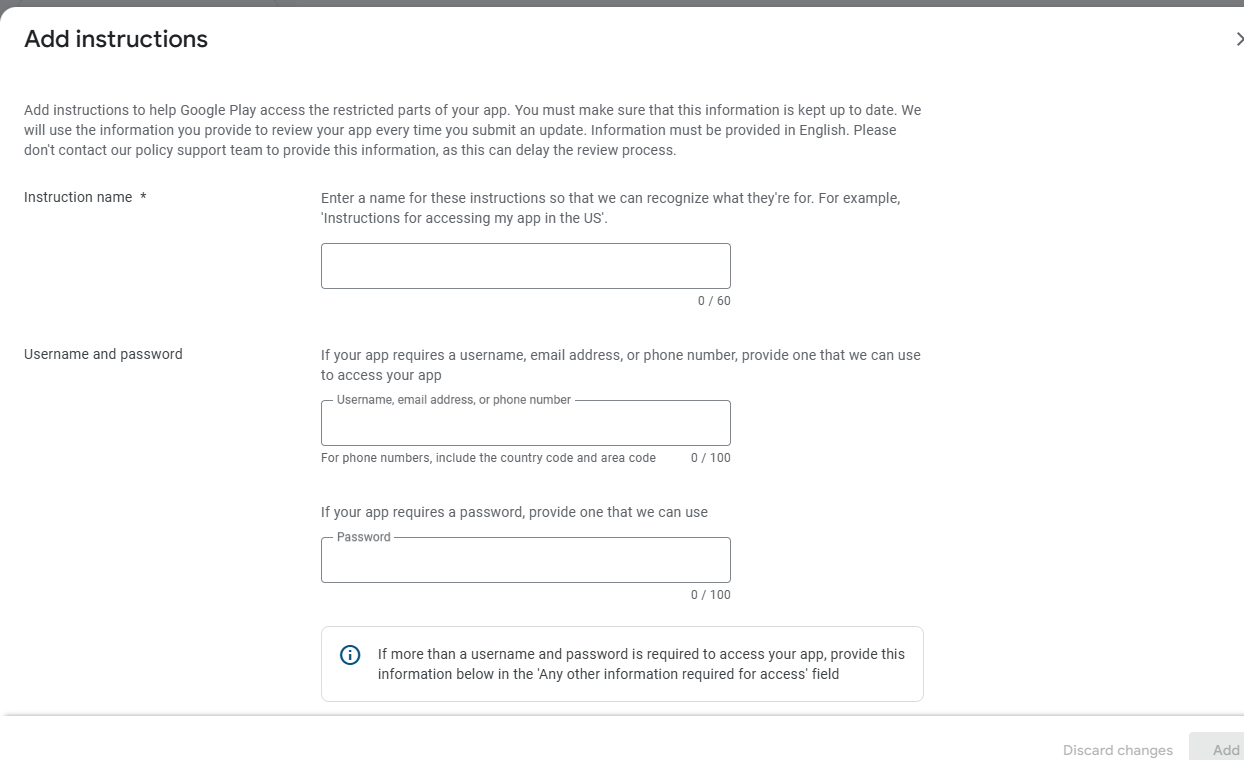 Add instructions
Add instructions to help Google Play access the restricted parts of your app. You must make sure that this information is kept up to date. We
will use the information you provide to review your app every time you submit an update. Information must be provided in English. Please
don't contact our policy support team to provide this information, as this can delay the review process.
Instruction name *
Enter a name for these instructions so that we can recognize what they're for. For example,
'Instructions for accessing my app in the US'.
0 / 60
Username and password
If your app requires a username, email address, or phone number, provide one that we can use
to access your app
Username, email address, or phone number
For phone numbers, include the country code and area code 0 / 100
If your app requires a password, provide one that we can use
Password
0 / 100
If more than a username and password is required to access your app, provide this
information below in the 'Any other information required for access' field
Discard changes Add